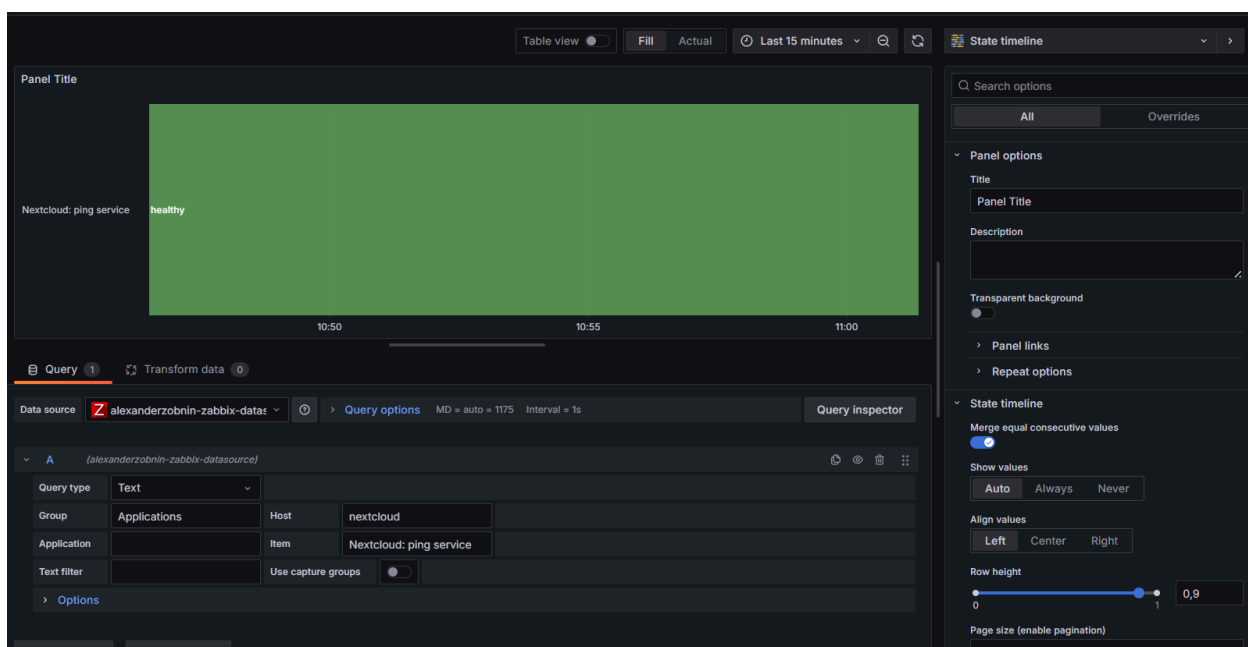 Table view Fill Actual Last 15 minutes
State timeline
Panel Title
Nextcloud: ping service healthy
10:50 10:55 11:00
Query 1 Transform data 0
Data source Z alexanderzobnin-zabbix-datas Query options MD = auto = 1175 Interval = 1s Query inspector
A (alexanderzobnin-zabbix-datasource)
Query type Text
Group Applications Host nextcloud
Application Item Nextcloud: ping service
Text filter Use capture groups
Options
Search options
All Overrides
Panel options
Title
Panel Title
Description
Transparent background
Panel links
Repeat options
State timeline
Merge equal consecutive values
Show values
Auto Always Never
Align values
Left Center Right
Row height
0 1 0,9
Page size (enable pagination)